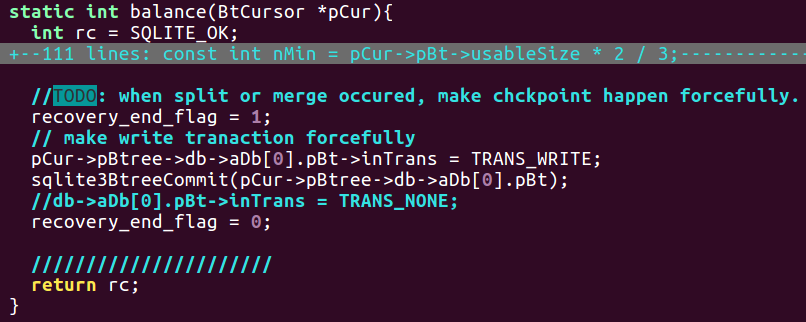 static int balance(BtCursor *pCur){
int rc = SQLITE_OK;
+--111 lines: const int nMin = pCur->pBt->usableSize * 2 / 3;------------
//TODO: when split or merge occured, make chckpoint happen forcefully.
recovery_end_flag = 1;
// make write tranaction forcefully
pCur->pBtree->db->aDb[0].pBt->inTrans = TRANS_WRITE;
sqlite3BtreeCommit(pCur->pBtree->db->aDb[0].pBt);
//db->aDb[0].pBt->inTrans = TRANS_NONE;
recovery_end_flag = 0;
//////////////////////
return rc;
}